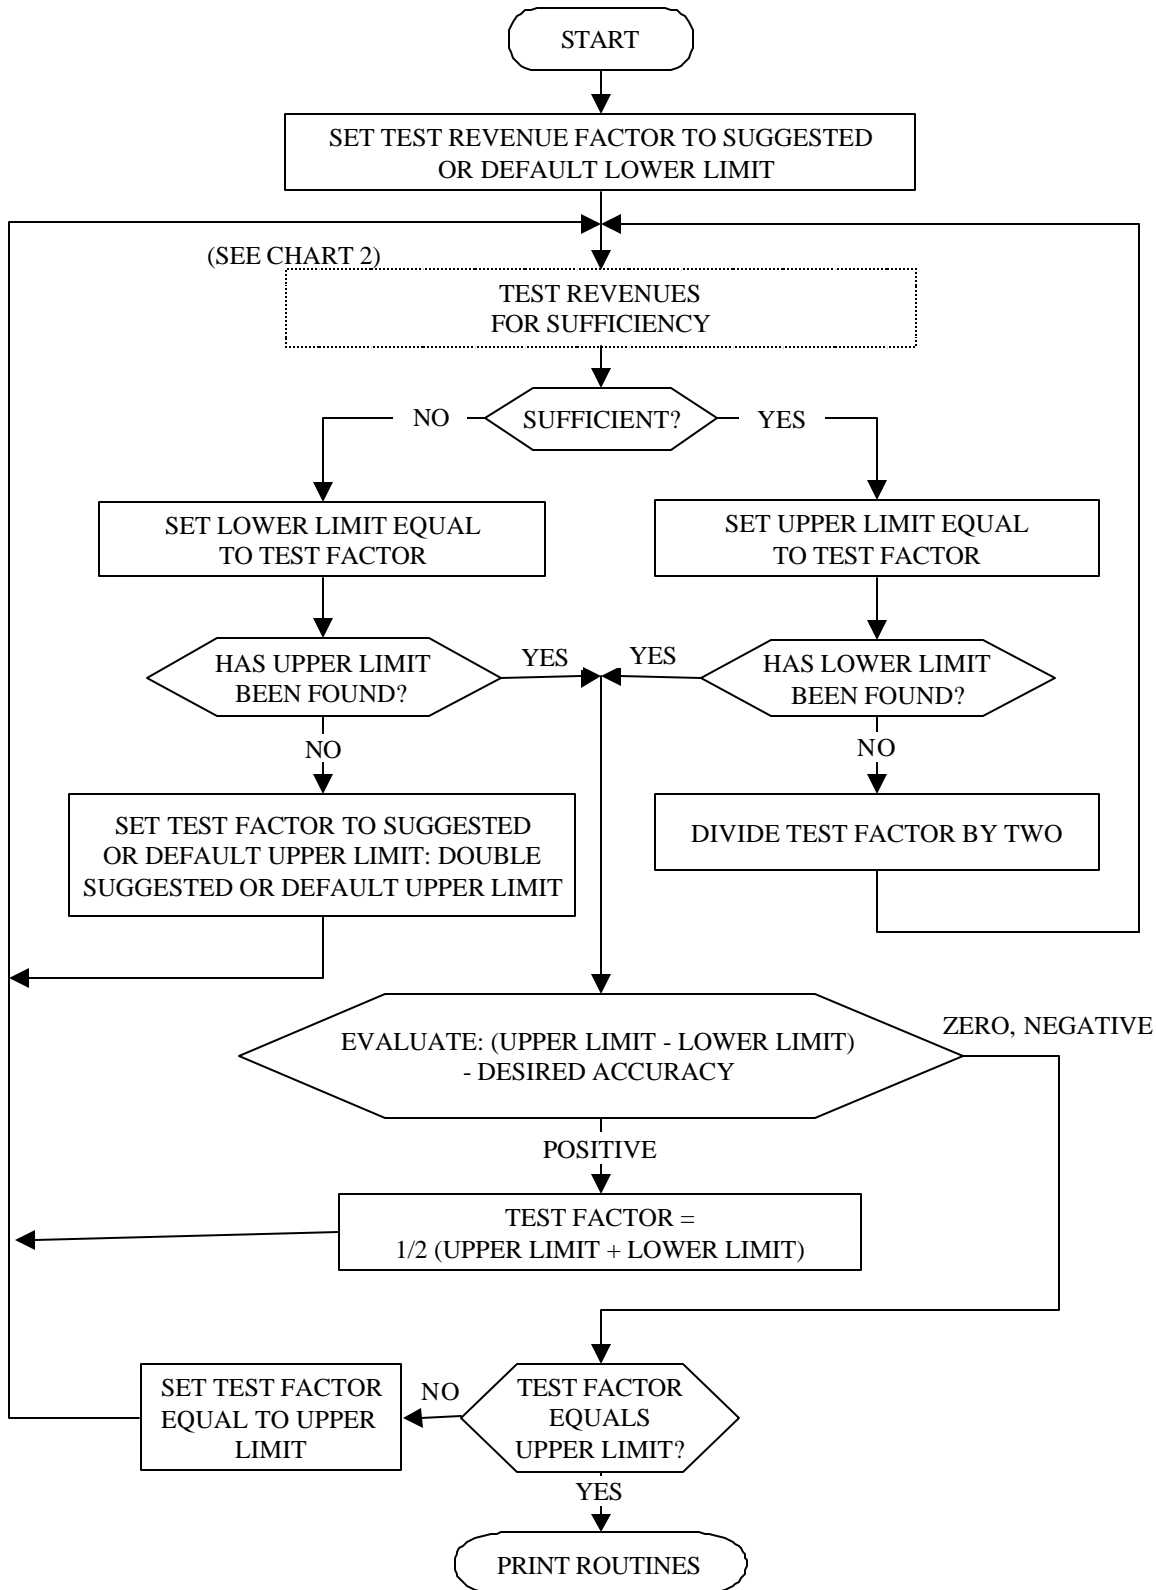 START
SET TEST REVENUE FACTOR TO SUGGESTED
OR DEFAULT LOWER LIMIT
(SEE CHART 2)
TEST REVENUES
FOR SUFFICIENCY
NO
SUFFICIENT?
YES
SET LOWER LIMIT EQUAL
TO TEST FACTOR
SET UPPER LIMIT EQUAL
TO TEST FACTOR
HAS UPPER LIMIT
BEEN FOUND?
YES
YES
HAS LOWER LIMIT
BEEN FOUND?
NO
NO
SET TEST FACTOR TO SUGGESTED
OR DEFAULT UPPER LIMIT: DOUBLE
SUGGESTED OR DEFAULT UPPER LIMIT
DIVIDE TEST FACTOR BY TWO
EVALUATE: (UPPER LIMIT - LOWER LIMIT)
- DESIRED ACCURACY
ZERO, NEGATIVE
POSITIVE
TEST FACTOR =
1/2 (UPPER LIMIT + LOWER LIMIT)
SET TEST FACTOR
EQUAL TO UPPER
LIMIT
NO
TEST FACTOR
EQUALS
UPPER LIMIT?
YES
PRINT ROUTINES